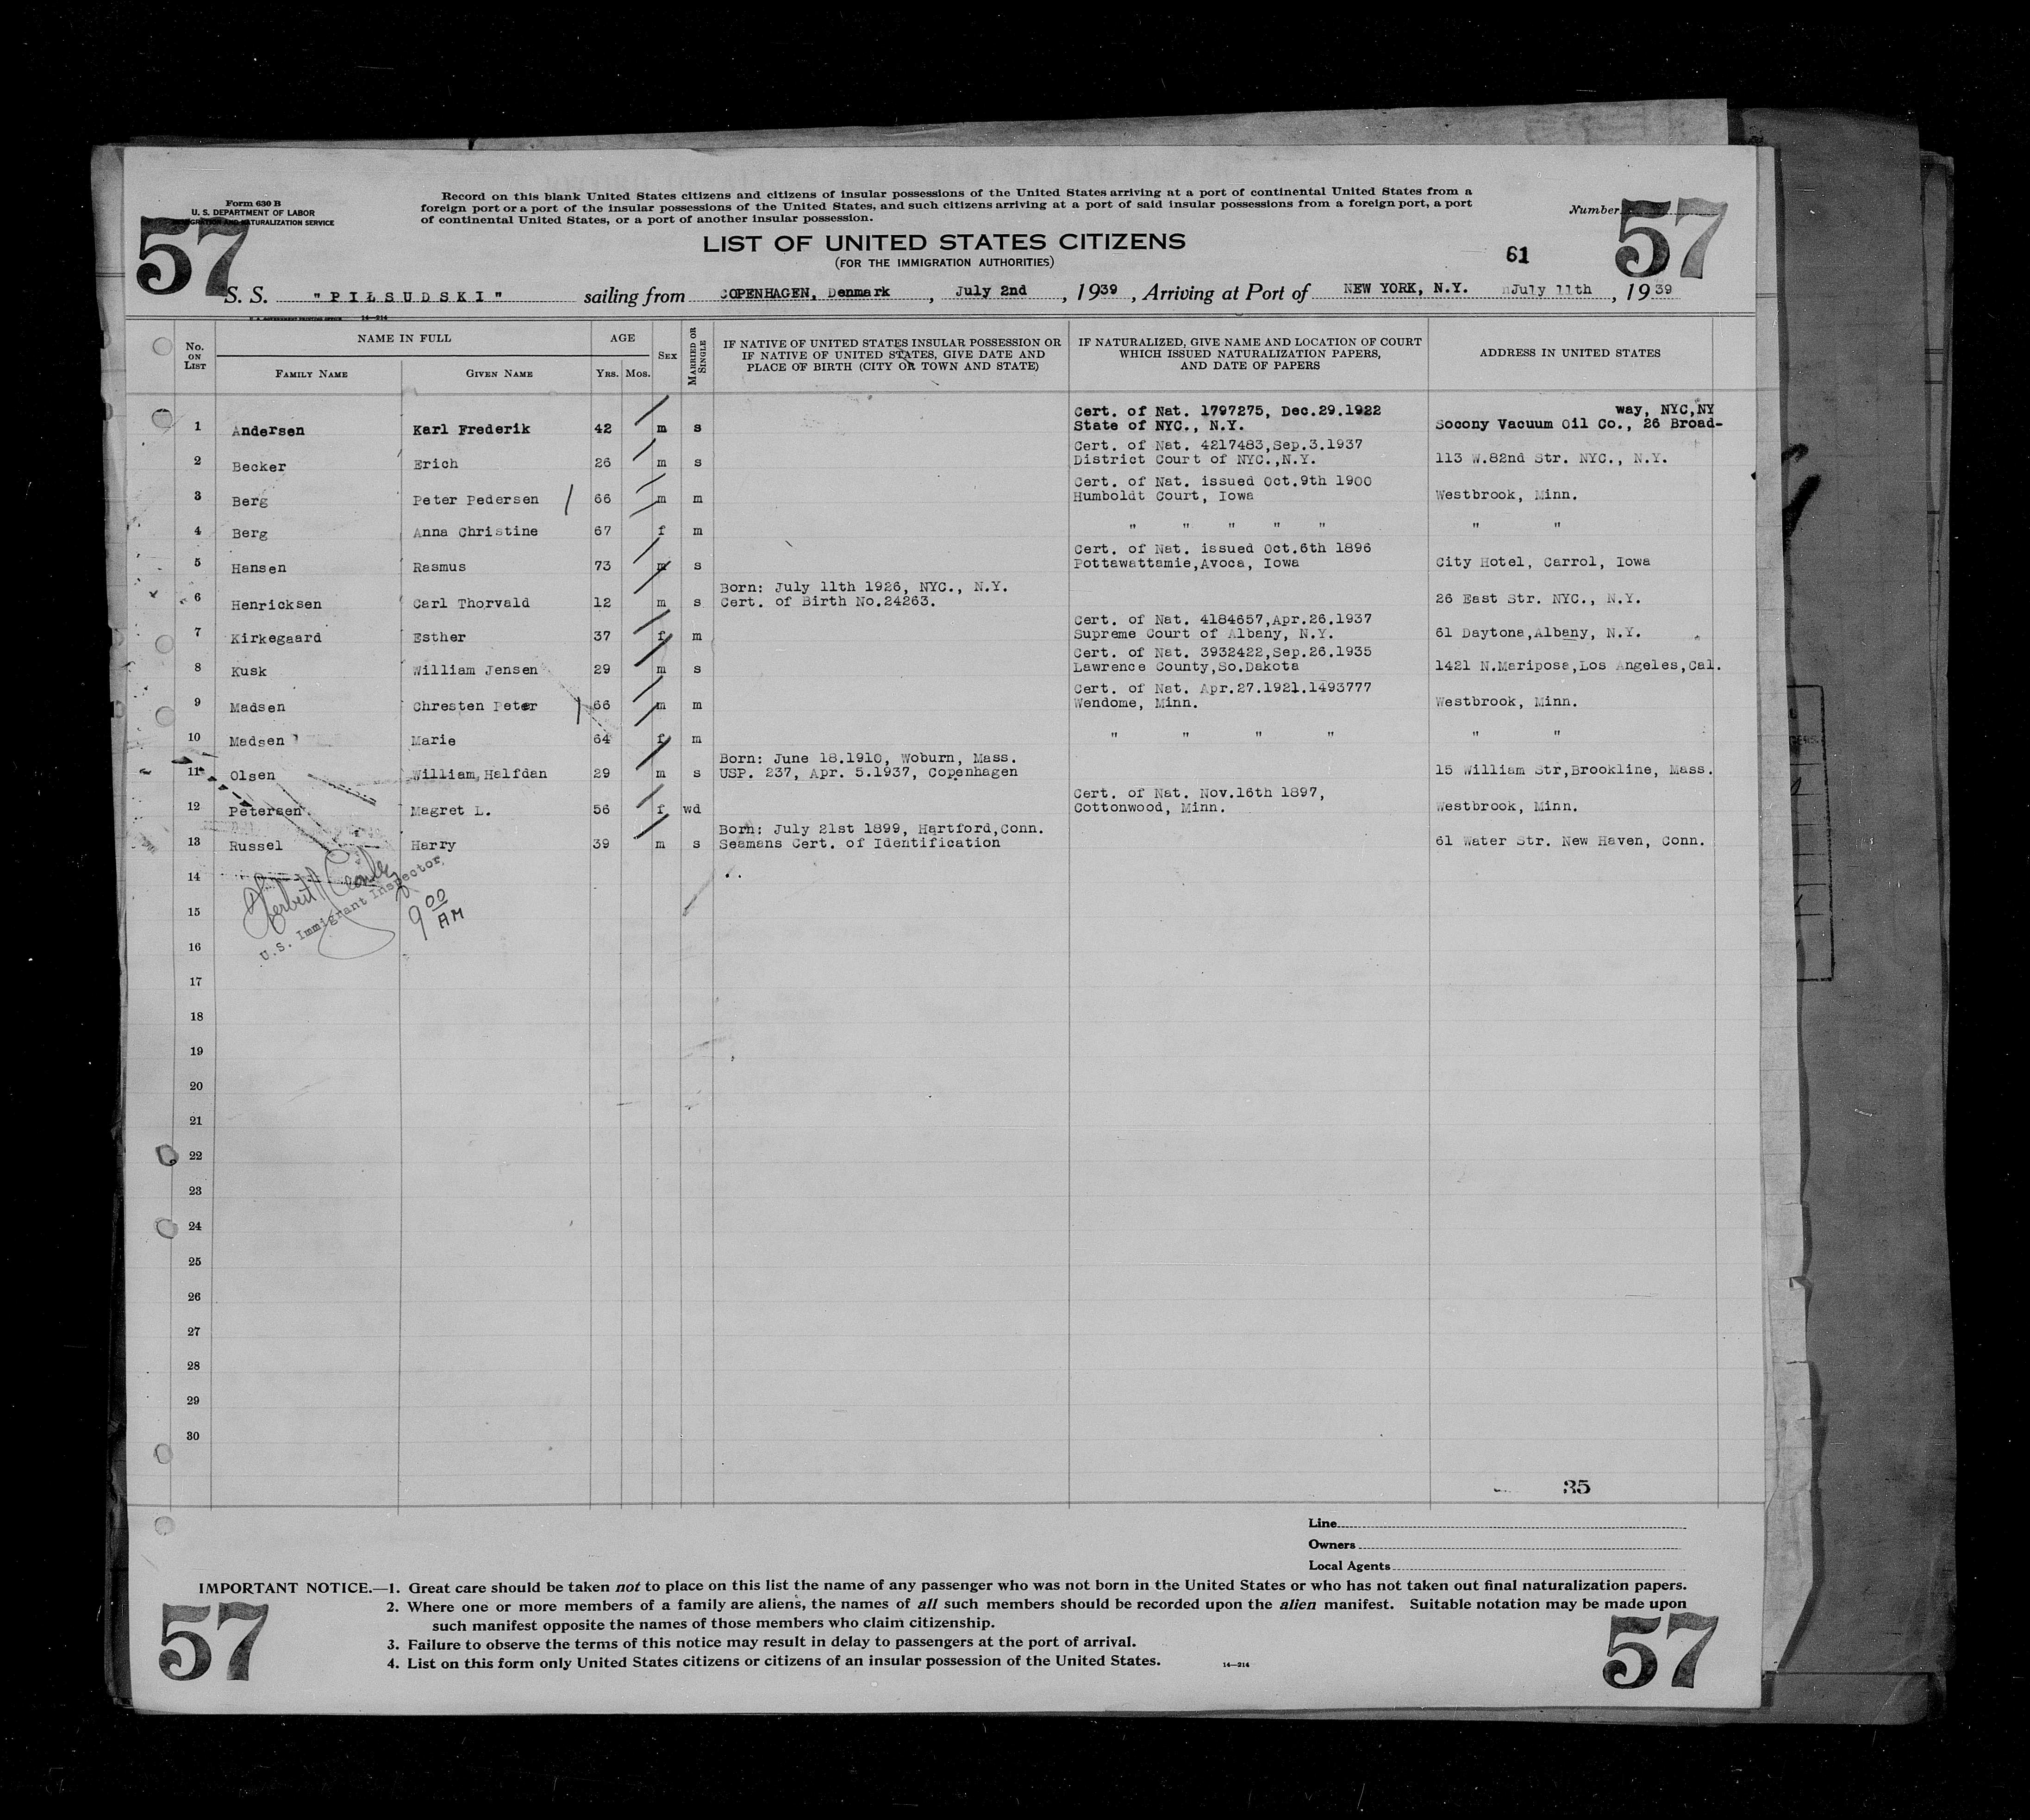 Form 630 B
U. S. DEPARTMENT OF LABOR
IMMIGRATION AND NATURALIZATION SERVICE
57
Record on this blank United States citizens and citizens of insular possessions of the United States arriving at a port of continental United States from a
foreign port or a port of the insular possessions of the United States, and such citizens arriving at a port of said insular possessions from a foreign port, a port
of continental United States, or a port of another insular possession.
Number
57
LIST OF UNITED STATES CITIZENS
(FOR THE IMMIGRATION AUTHORITIES)
61
S. S. "PIŁSUDSKI" sailing from COPENHAGEN, Denmark, July 2nd, 1939, Arriving at Port of NEW YORK, N.Y. July 11th, 1939
U. S. GOVERNMENT PRINTING OFFICE 14—214
No. ON LIST
NAME IN FULL
FAMILY NAME
GIVEN NAME
AGE
YRS. MOS.
SEX
MARRIED OR SINGLE
IF NATIVE OF UNITED STATES INSULAR POSSESSION OR
IF NATIVE OF UNITED STATES, GIVE DATE AND
PLACE OF BIRTH (CITY OR TOWN AND STATE)
IF NATURALIZED, GIVE NAME AND LOCATION OF COURT
WHICH ISSUED NATURALIZATION PAPERS,
AND DATE OF PAPERS
ADDRESS IN UNITED STATES
Cert. of Nat. 1797275, Dec.29.1922 way, NYC,NY
1 Andersen Karl Frederik 42 m s State of NYC., N.Y. Socony Vacuum Oil Co., 26 Broad-
Cert. of Nat. 4217483,Sep.3.1937
2 Becker Erich 26 m s District Court of NYC.,N.Y. 113 W.82nd Str. NYC., N.Y.
Cert. of Nat. issued Oct.9th 1900
3 Berg Peter Pedersen 66 m m Humboldt Court, Iowa Westbrook, Minn.
4 Berg Anna Christine 67 f m " " " " " " "
Cert. of Nat. issued Oct.6th 1896
5 Hansen Rasmus 73 m s Pottawattamie,Avoca, Iowa City Hotel, Carrol, Iowa
Born: July 11th 1926, NYC., N.Y.
6 Henricksen Carl Thorvald 12 m s Cert. of Birth No.24263. 26 East Str. NYC., N.Y.
Cert. of Nat. 4184657,Apr.26.1937
7 Kirkegaard Esther 37 f m Supreme Court of Albany, N.Y. 61 Daytona,Albany, N.Y.
Cert. of Nat. 3932422,Sep.26.1935
8 Kusk William Jensen 29 m s Lawrence County,So.Dakota 1421 N.Mariposa,Los Angeles,Cal.
Cert. of Nat. Apr.27.1921.1493777
9 Madsen Chresten Peter 66 m m Wendome, Minn. Westbrook, Minn.
10 Madsen Marie 64 f m " " " " " "
Born: June 18.1910, Woburn, Mass.
11 Olsen William Halfdan 29 m s USP. 237, Apr. 5.1937, Copenhagen 15 William Str,Brookline, Mass.
Cert. of Nat. Nov.16th 1897,
12 Petersen Magret L. 56 f wd Cottonwood, Minn. Westbrook, Minn.
Born: July 21st 1899, Hartford,Conn.
13 Russel Harry 39 m s Seamans Cert. of Identification 61 Water Str. New Haven, Conn.
14
U.S. Immigrant Inspector
9 00 AM
15
16
17
18
19
20
21
22
23
24
25
26
27
28
29
30
35
Line
Owners
Local Agents
IMPORTANT NOTICE.—1. Great care should be taken not to place on this list the name of any passenger who was not born in the United States or who has not taken out final naturalization papers.
2. Where one or more members of a family are aliens, the names of all such members should be recorded upon the alien manifest. Suitable notation may be made upon
such manifest opposite the names of those members who claim citizenship.
3. Failure to observe the terms of this notice may result in delay to passengers at the port of arrival.
4. List on this form only United States citizens or citizens of an insular possession of the United States. 14—214
57
57